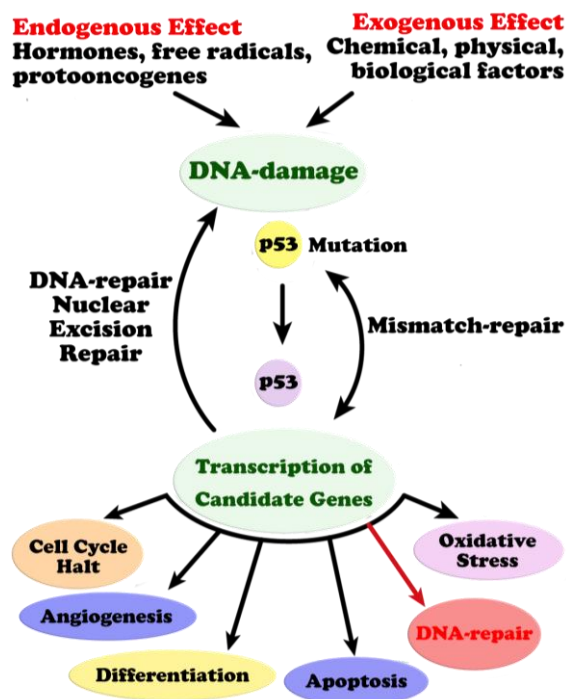 Endogenous Effect
Hormones, free radicals,
protooncogenes
Exogenous Effect
Chemical, physical,
biological factors
DNA-damage
p53 Mutation
DNA-repair
Nuclear
Excision
Repair
Mismatch-repair
p53
Transcription of
Candidate Genes
Cell Cycle
Halt
Oxidative
Stress
Angiogenesis
DNA-repair
Differentiation
Apoptosis